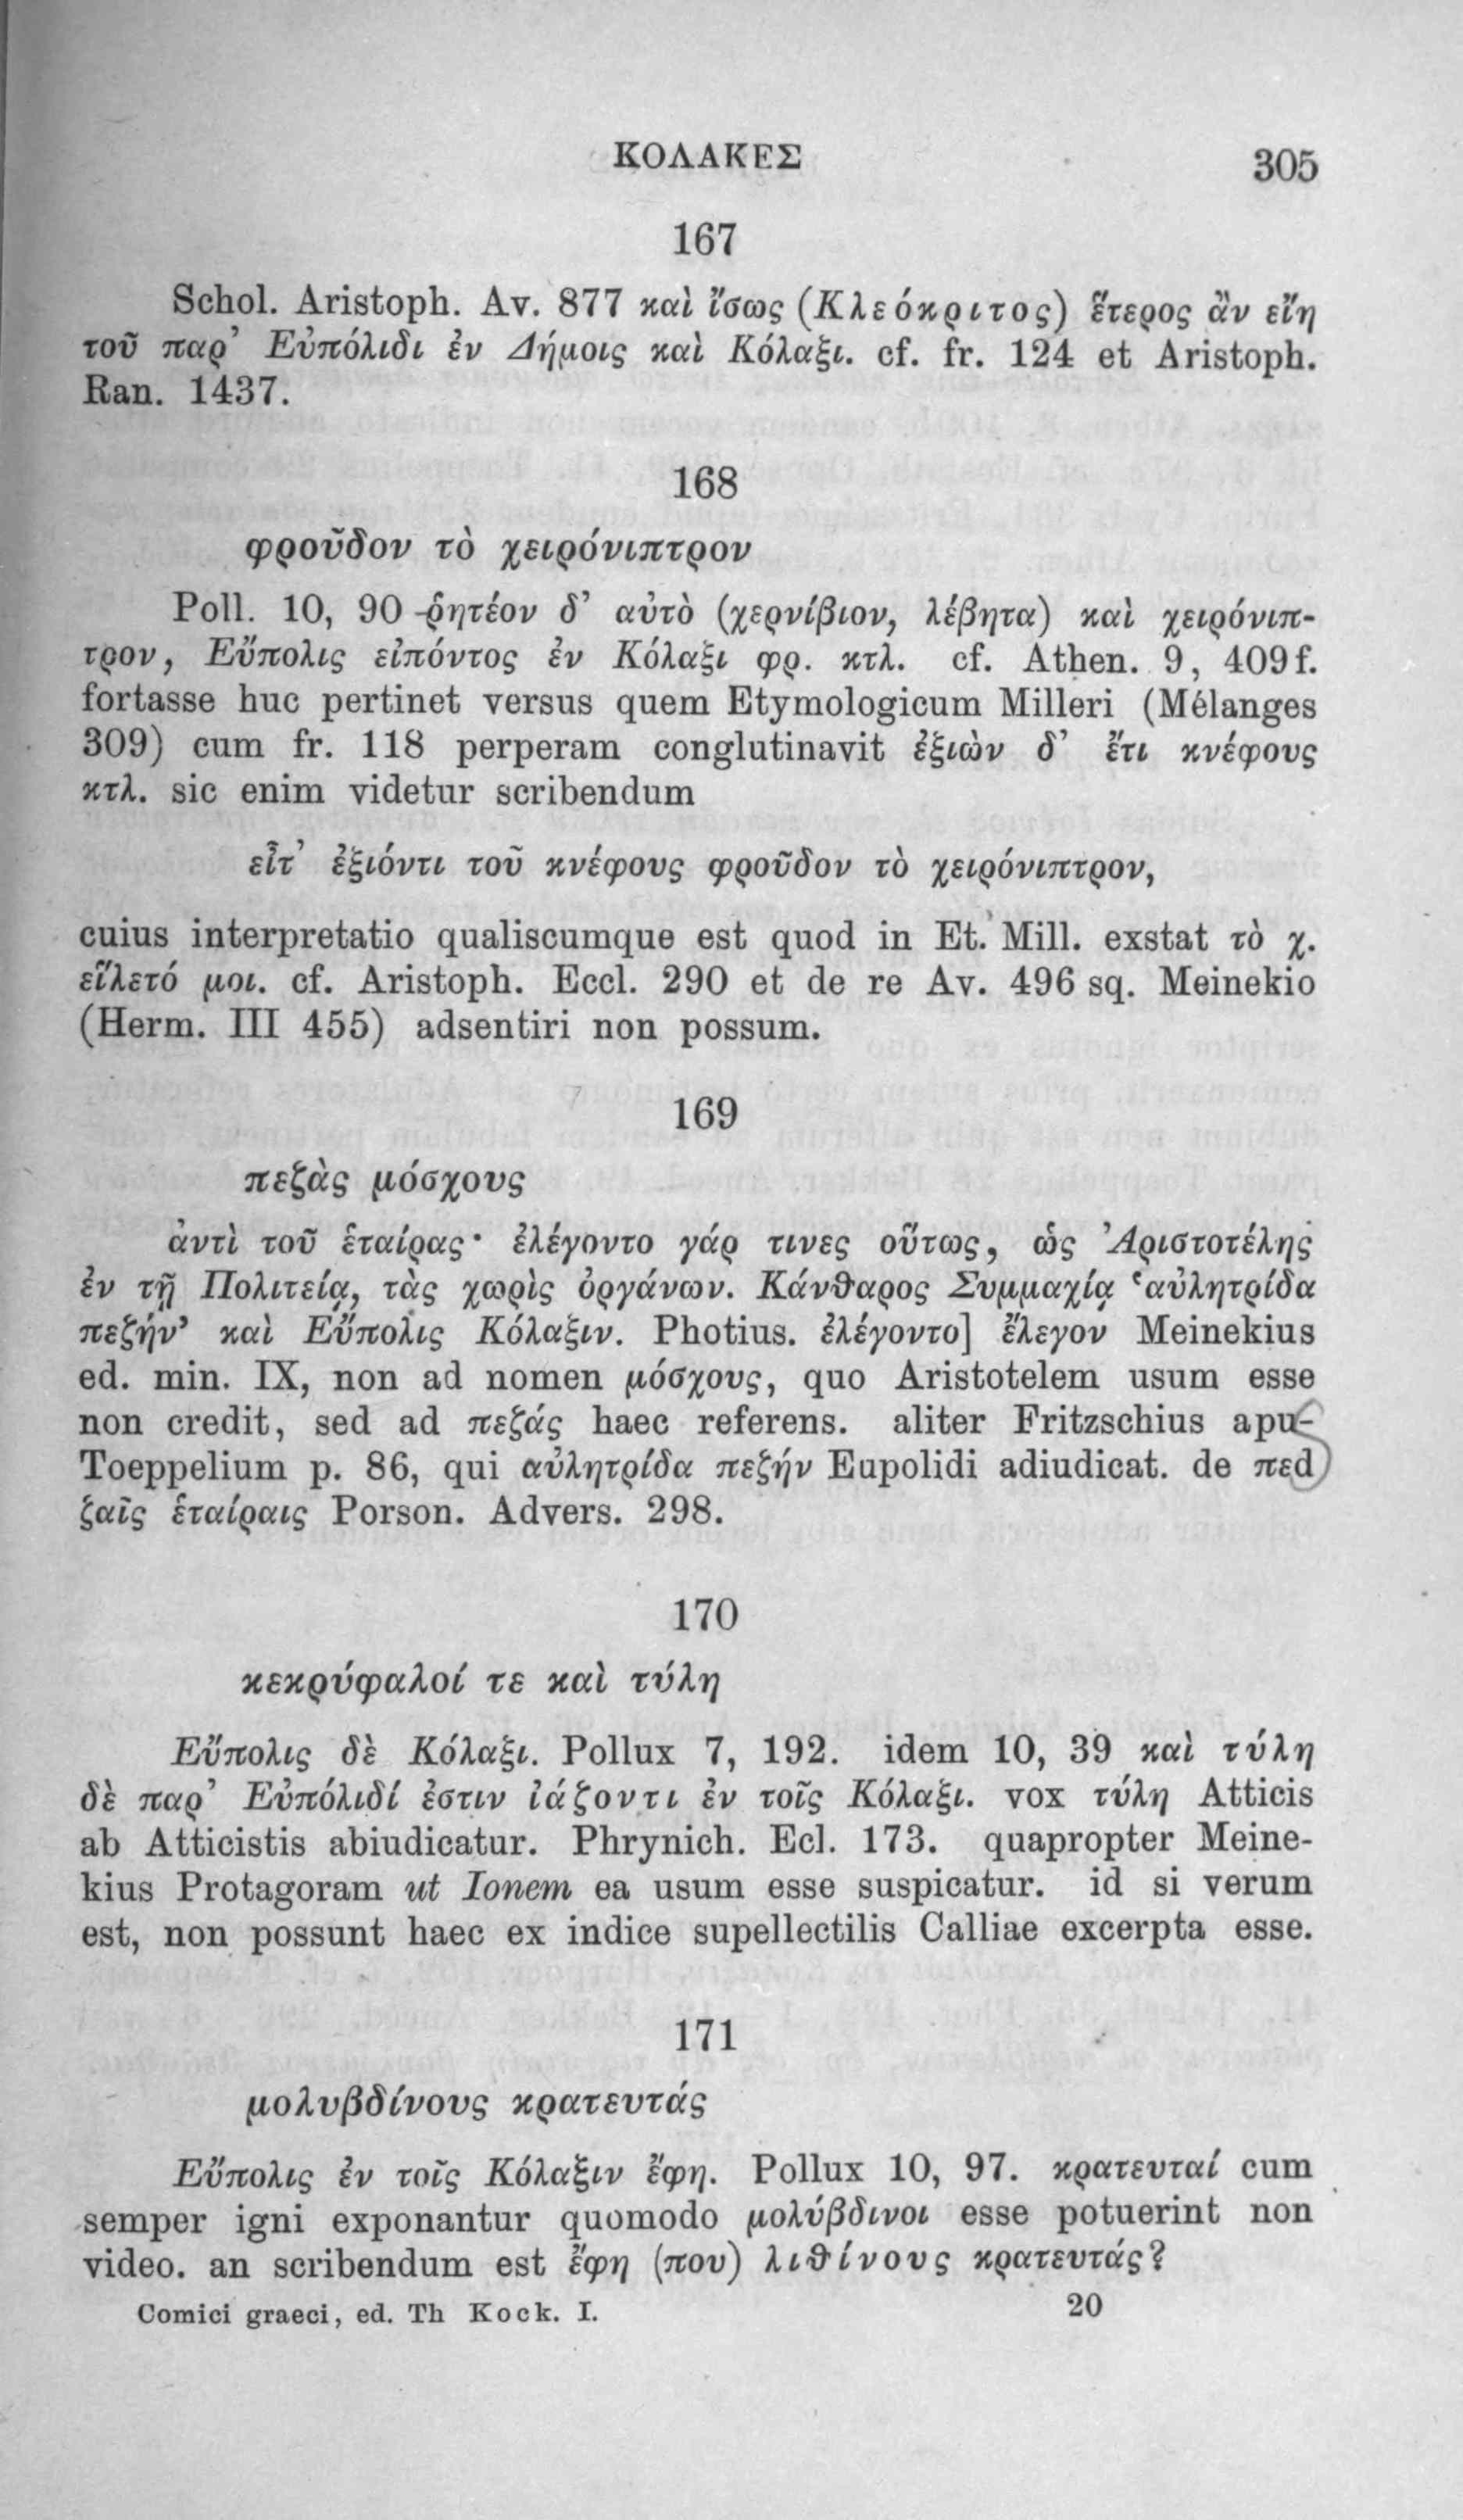 ΚΟΛΑΚΕΣ 305
167
Schol. Aristoph. Av. 877 καὶ ἴσως (Κλεόκριτος) ἕτερος ἂν εἴη
τοῦ παρ’ Εὐπόλιδι ἐν Δήμοις καὶ Κόλαξι. cf. fr. 124 et Aristoph.
Ran. 1437.
168
φροῦδον τὸ χειρόνιπτρον
Poll. 10, 90 ῥητέον δ’ αὐτὸ (χερνίβιον, λέβητα) καὶ χειρόνιπ-
τρον, Εὔπολις εἰπόντος ἐν Κόλαξι φρ. κτλ. cf. Athen. 9, 409f.
fortasse huc pertinet versus quem Etymologicum Milleri (Mélanges
309) cum fr. 118 perperam conglutinavit ἐξιὼν δ’ ἔτι κνέφους
κτλ. sic enim videtur scribendum
εἶτ’ ἐξιόντι τοῦ κνέφους φροῦδον τὸ χειρόνιπτρον,
cuius interpretatio qualiscumque est quod in Et. Mill. exstat τὸ χ.
εἵλετό μοι. cf. Aristoph. Eccl. 290 et de re Av. 496 sq. Meinekio
(Herm. III 455) adsentiri non possum.
169
πεζὰς μόσχους
ἀντὶ τοῦ ἑταίρας· ἐλέγοντο γάρ τινες οὕτως, ὡς Ἀριστοτέλης
ἐν τῇ Πολιτείᾳ, τὰς χωρὶς ὀργάνων. Κάνθαρος Συμμαχίᾳ ‘αὐλητρίδα
πεζήν’ καὶ Εὔπολις Κόλαξιν. Photius. ἐλέγοντο] ἔλεγον Meinekius
ed. min. IX, non ad nomen μόσχους, quo Aristotelem usum esse
non credit, sed ad πεζάς haec referens. aliter Fritzschius apu-
Toeppelium p. 86, qui αὐλητρίδα πεζήν Eupolidi adiudicat. de πεd
ζαῖς ἑταίραις Porson. Advers. 298.
170
κεκρύφαλοί τε καὶ τύλη
Εὔπολις δὲ Κόλαξι. Pollux 7, 192. idem 10, 39 καὶ τύλη
δὲ παρ’ Εὐπόλιδί ἐστιν ἰάζοντι ἐν τοῖς Κόλαξι. vox τύλη Atticis
ab Atticistis abiudicatur. Phrynich. Ecl. 173. quapropter Meine-
kius Protagoram ut Ionem ea usum esse suspicatur. id si verum
est, non possunt haec ex indice supellectilis Calliae excerpta esse.
171
μολυβδίνους κρατευτάς
Εὔπολις ἐν τοῖς Κόλαξιν ἔφη. Pollux 10, 97. κρατευταί cum
semper igni exponantur quomodo μολύβδινοι esse potuerint non
video. an scribendum est ἔφη (που) λιθίνους κρατευτάς?
Comici graeci, ed. Th Kock. I. 20